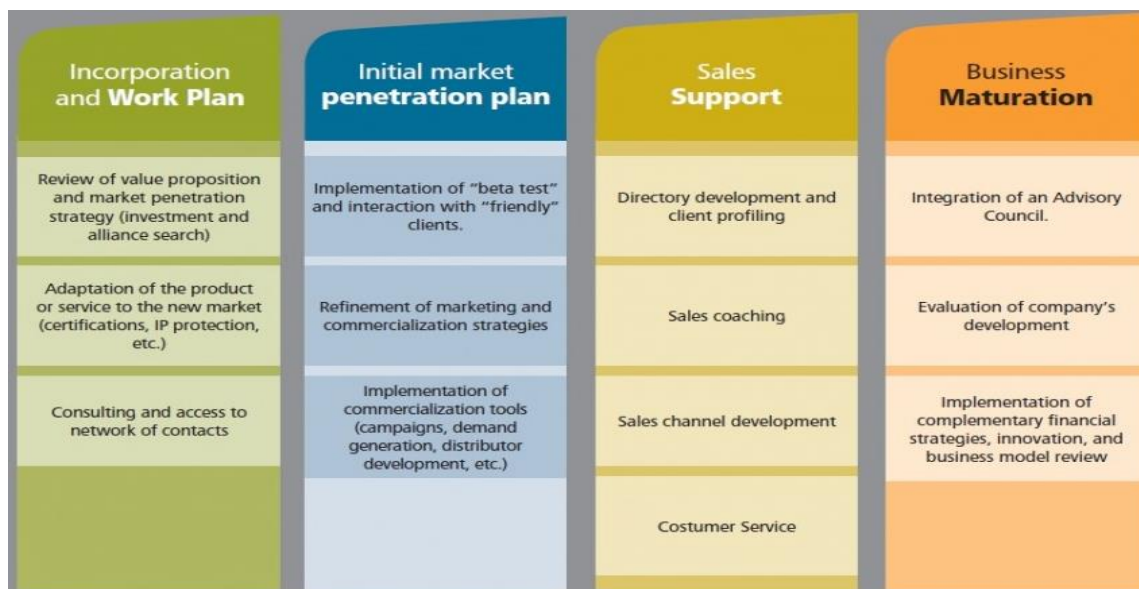 Incorporation
and Work Plan
Review of value proposition
and market penetration
strategy (investment and
alliance search)
Adaptation of the product
or service to the new market
(certifications, IP protection,
etc.)
Consulting and access to
network of contacts
Initial market
penetration plan
Implementation of “beta test”
and interaction with “friendly”
clients.
Refinement of marketing and
commercialization strategies
Implementation of
commercialization tools
(campaigns, demand
generation, distributor
development, etc.)
Sales
Support
Directory development and
client profiling
Sales coaching
Sales channel development
Costumer Service
Business
Maturation
Integration of an Advisory
Council.
Evaluation of company’s
development
Implementation of
complementary financial
strategies, innovation, and
business model review